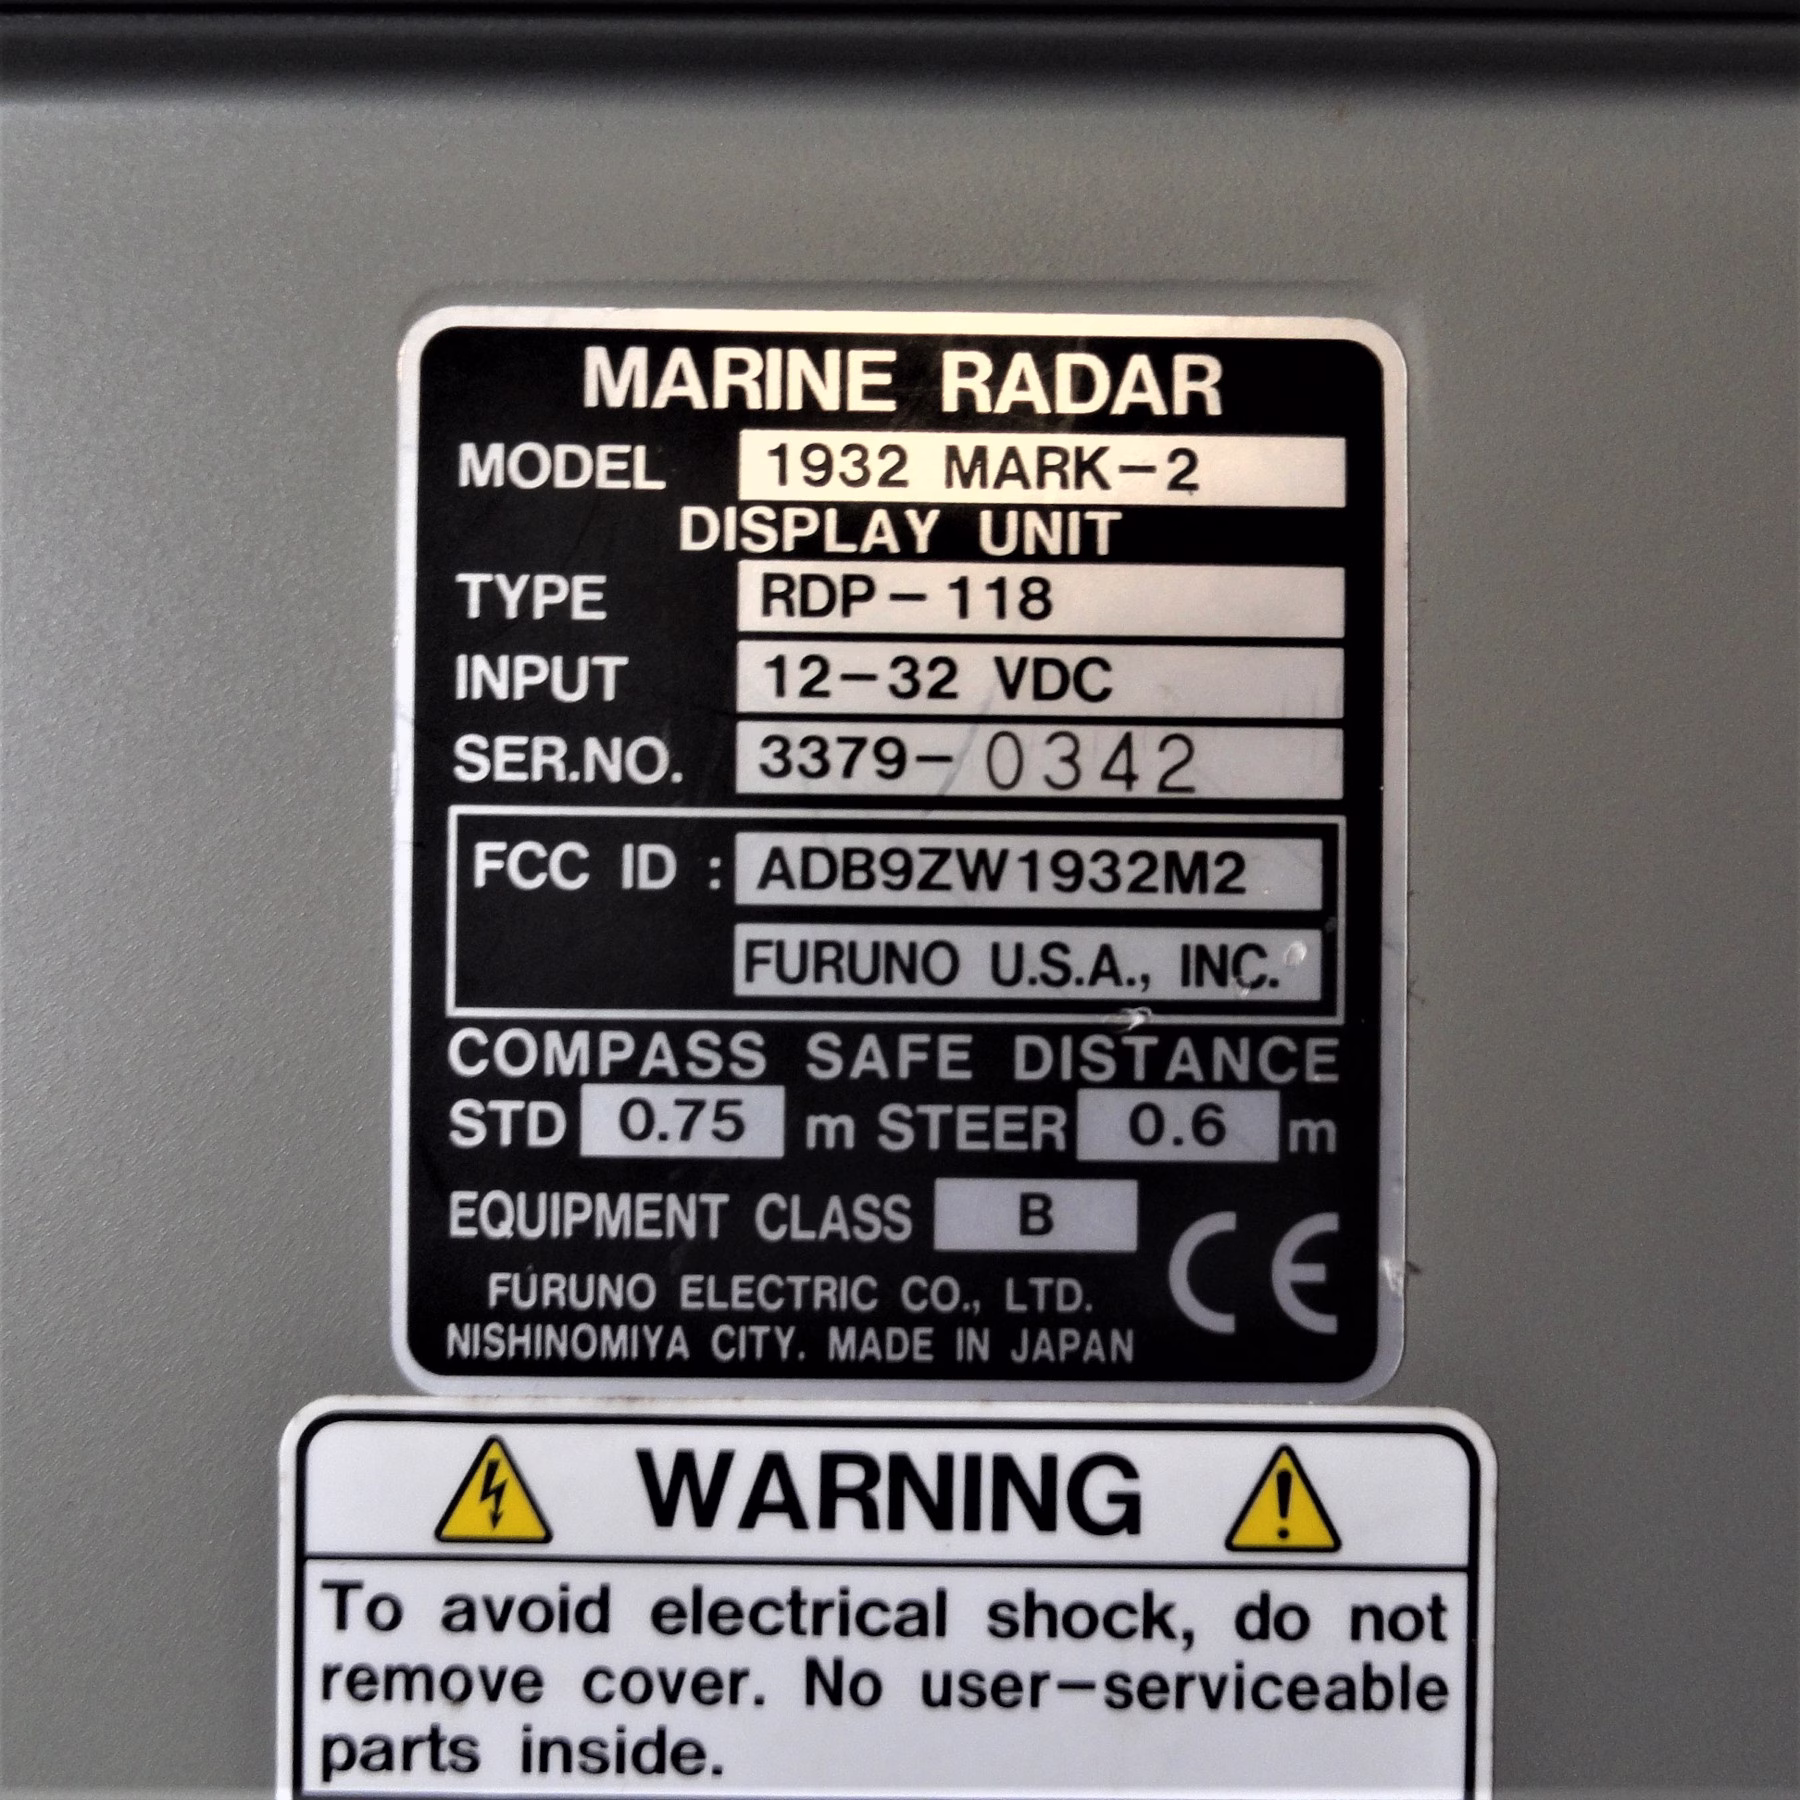 MARINE RADAR
MODEL 1932 MARK-2
DISPLAY UNIT
TYPE RDP-118
INPUT 12-32 VDC
SER.NO. 3379-0342
FCC ID : ADB9ZW1932M2
FURUNO U.S.A., INC.
COMPASS SAFE DISTANCE
STD 0.75 m STEER 0.6 m
EQUIPMENT CLASS B
CE
FURUNO ELECTRIC CO., LTD.
NISHINOMIYA CITY. MADE IN JAPAN
WARNING
To avoid electrical shock, do not
remove cover. No user-serviceable
parts inside.